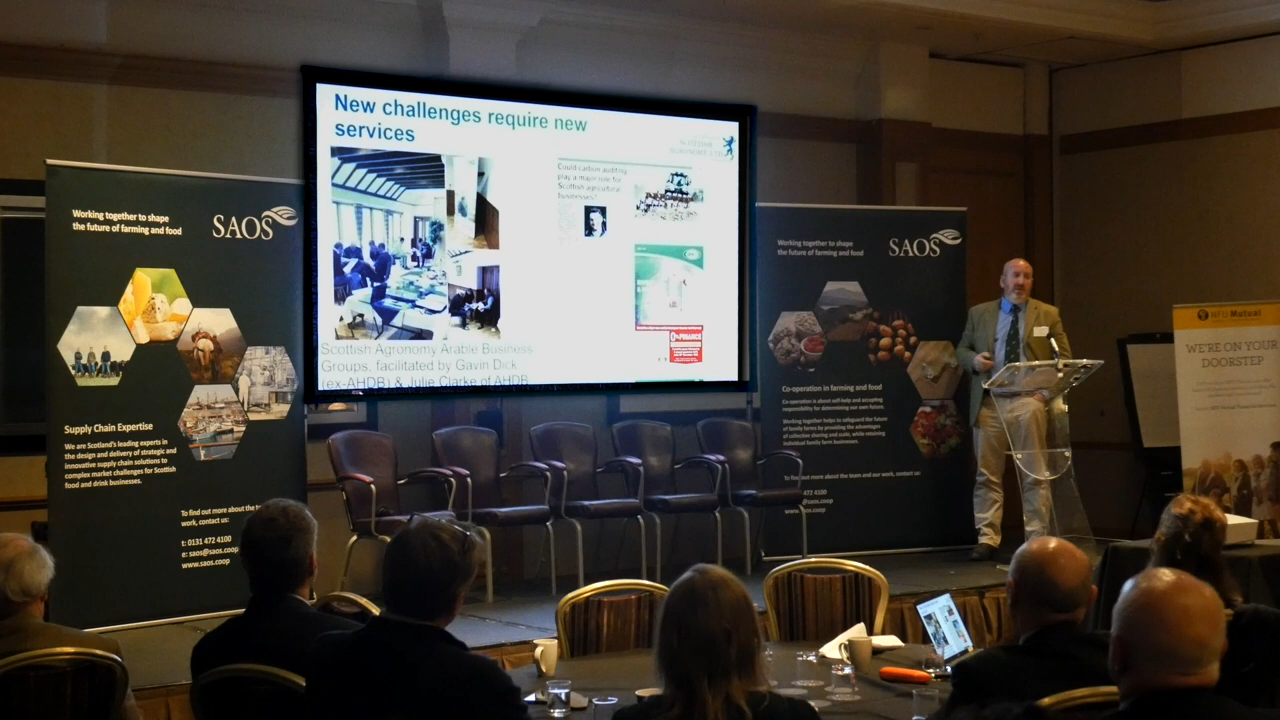 New challenges require new
services
SCOTTISH
AGRONOMY LTD
Could carbon auditing
play a major role for
Scottish agricultural
businesses?
0% FINANCE
Scottish Agronomy Arable Business
Groups, facilitated by Gavin Dick
(ex-AHDB) & Julie Clarke of AHDB
Working together to shape
the future of farming and food
SAOS
Supply Chain Expertise
We are Scotland's leading experts in
the design and delivery of strategic and
innovative supply chain solutions to
complex market challenges for Scottish
food and drink businesses.
To find out more about the
work, contact us:
t: 0131 472 4100
e: saos@saos.coop
www.saos.coop
Working together to shape
the future of farming and food
SAOS
Co-operation in farming and food
Co-operation is about self-help and accepting
responsibility for determining our own future.
Working together helps to safeguard the future
of family farms by providing the advantages
of collective sharing and scale, while retaining
individual family farm businesses.
To find out more about the team and our work, contact us:
472 4100
@saos.coop
www.saos.coop
NFU Mutual
WE'RE ON YOUR
DOORSTEP